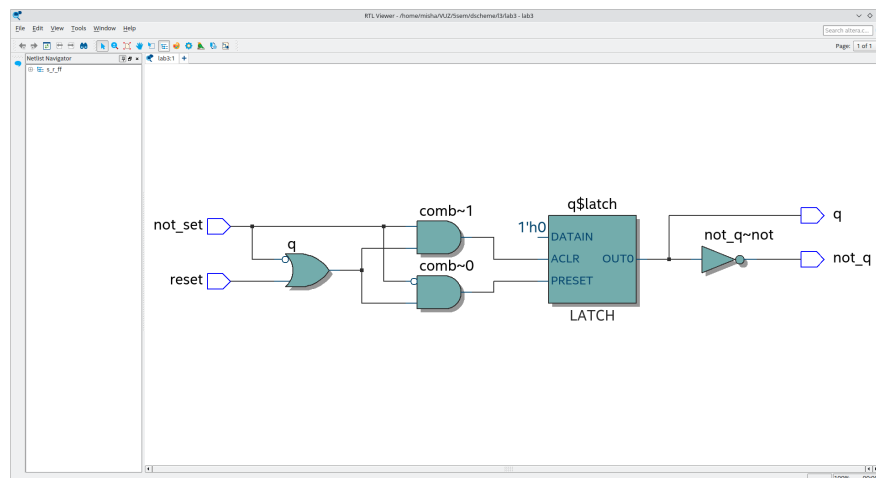 RTL Viewer - /home/misha/VUZ/5sem/dscheme/l3/lab3 - lab3
File Edit View Tools Window Help
Search altera.c...
Page: 1 of 1
Netlist Navigator
lab3:1
s_r_ff
comb~1
q$latch
q
not_set
1'h0
DATAIN
not_q~not
q
ACLR
OUT0
not_q
comb~0
reset
PRESET
LATCH